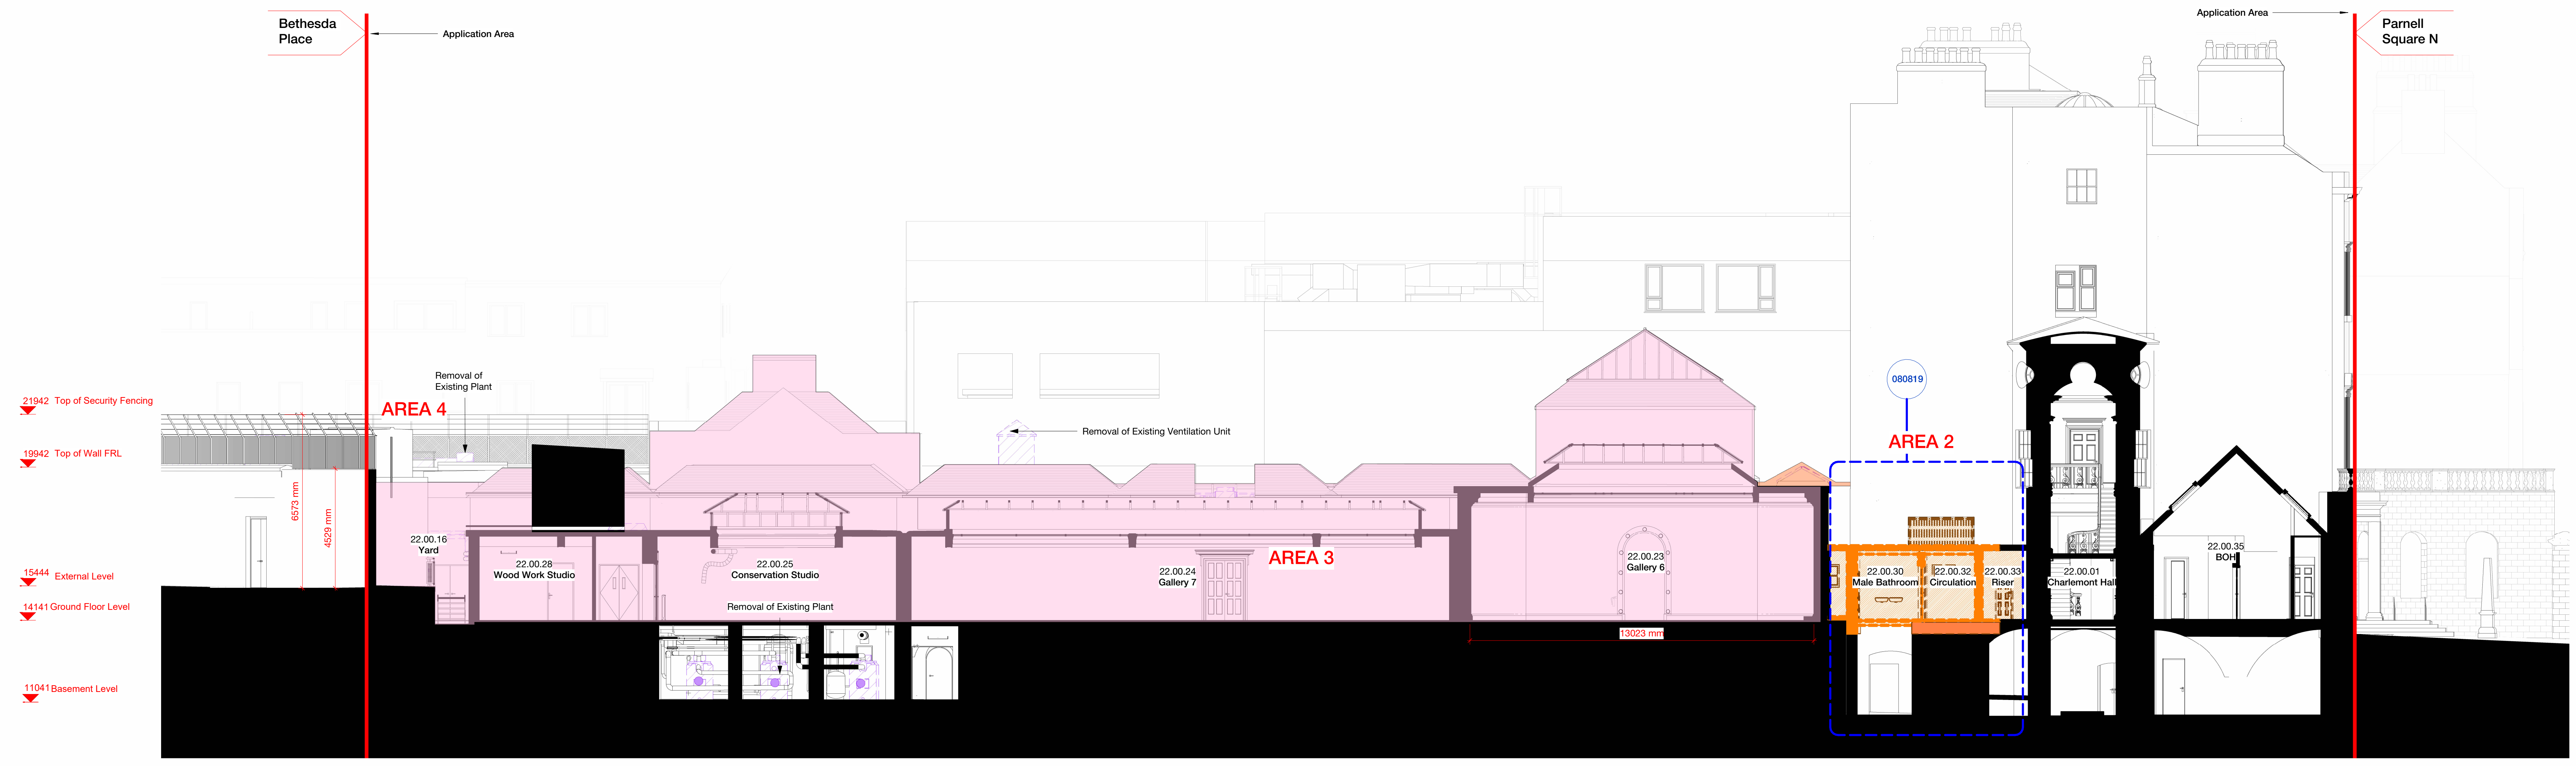 Bethesda
Place
Application Area
Application Area
Parnell
Square N
Removal of
Existing Plant
21942 Top of Security Fencing
AREA 4
080819
Removal of Existing Ventilation Unit
AREA 2
19942 Top of Wall FRL
6573 mm
4529 mm
22.00.16
Yard
22.00.28
Wood Work Studio
22.00.25
Conservation Studio
22.00.24
Gallery 7
AREA 3
22.00.23
Gallery 6
22.00.30
Male Bathroom
22.00.32
Circulation
22.00.33
Riser
22.00.01
Charlemont Hall
22.00.35
BOH
15444 External Level
14141 Ground Floor Level
Removal of Existing Plant
13023 mm
11041 Basement Level